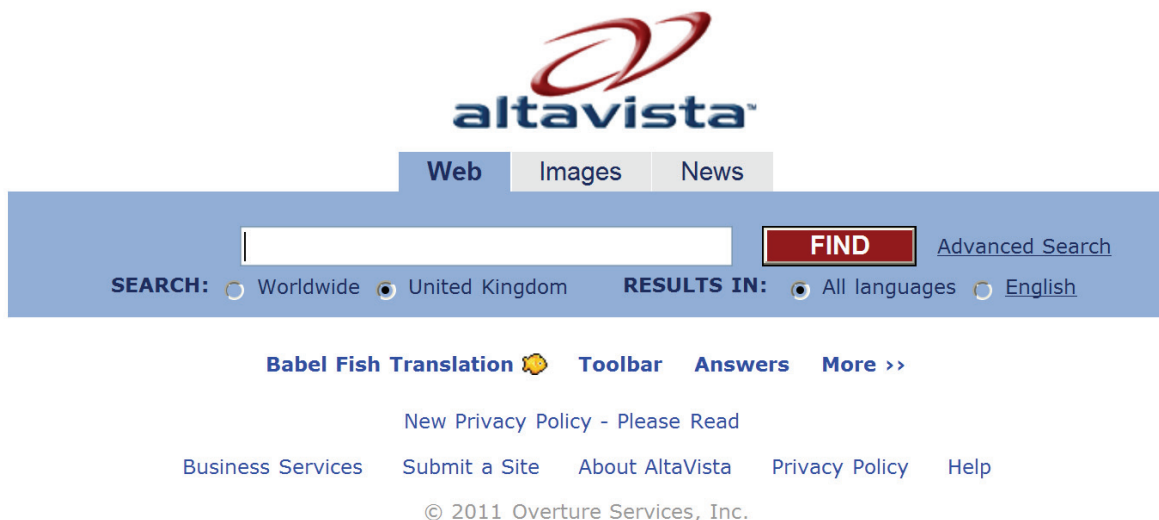 altavista™
Web Images News
FIND Advanced Search
SEARCH: Worldwide United Kingdom RESULTS IN: All languages English
Babel Fish Translation Toolbar Answers More ››
New Privacy Policy - Please Read
Business Services Submit a Site About AltaVista Privacy Policy Help
© 2011 Overture Services, Inc.